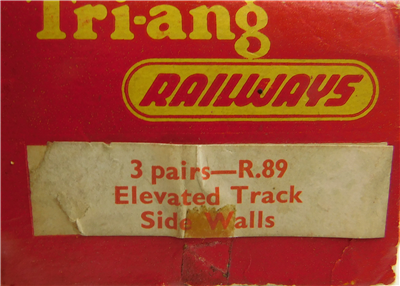 Tri-ang
RAILWAYS
3 pairs—R.89
Elevated Track
Side Walls